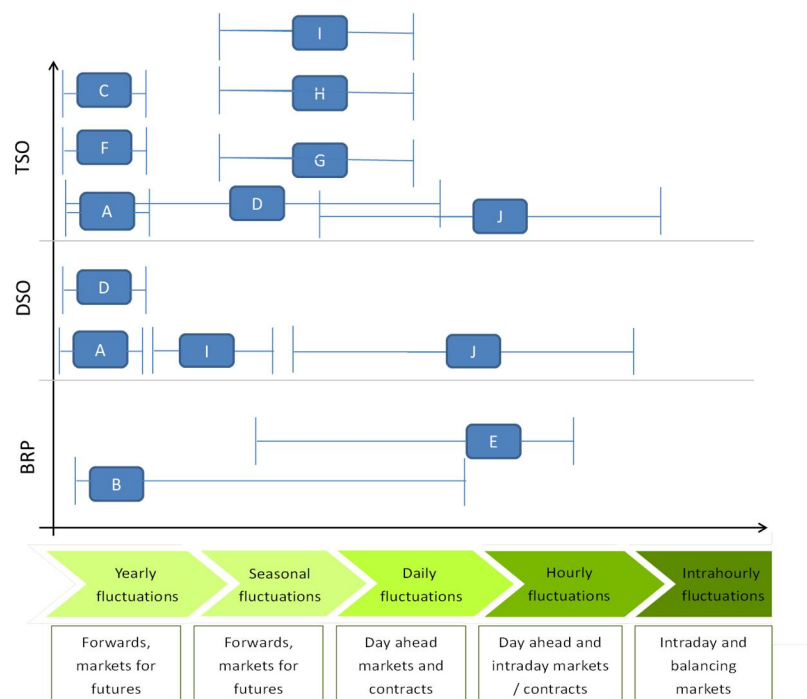 I
C
H
F
G
TSO
A
D
J
D
DSO
A
I
J
E
BRP
B
Yearly
fluctuations
Seasonal
fluctuations
Daily
fluctuations
Hourly
fluctuations
Intrahourly
fluctuations
Forwards,
markets for
futures
Forwards,
markets for
futures
Day ahead
markets and
contracts
Day ahead and
intraday markets
/ contracts
Intraday and
balancing
markets